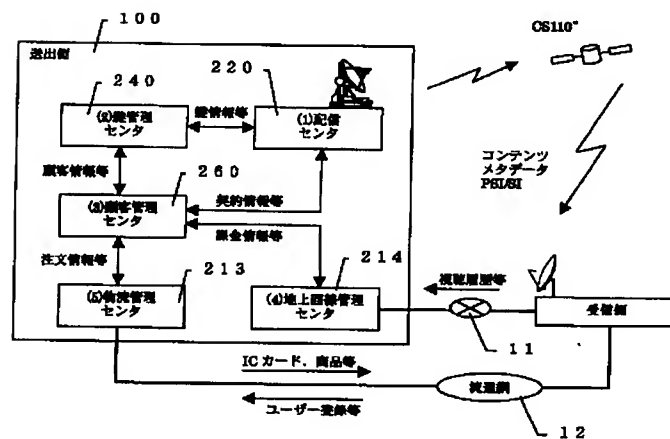 100
CS110°
送出側
240
220
(2)鍵管理
センタ
鍵情報等
(1)配信
センタ
顧客情報等
260
コンテンツ
メタデータ
PSI/SI
(3)顧客管理
センタ
契約情報等
課金情報等
注文情報等
213
214
視聴履歴等
(5)物流管理
センタ
(4)地上回線管理
センタ
受信側
11
ICカード、商品等
流通網
ユーザー登録等
12